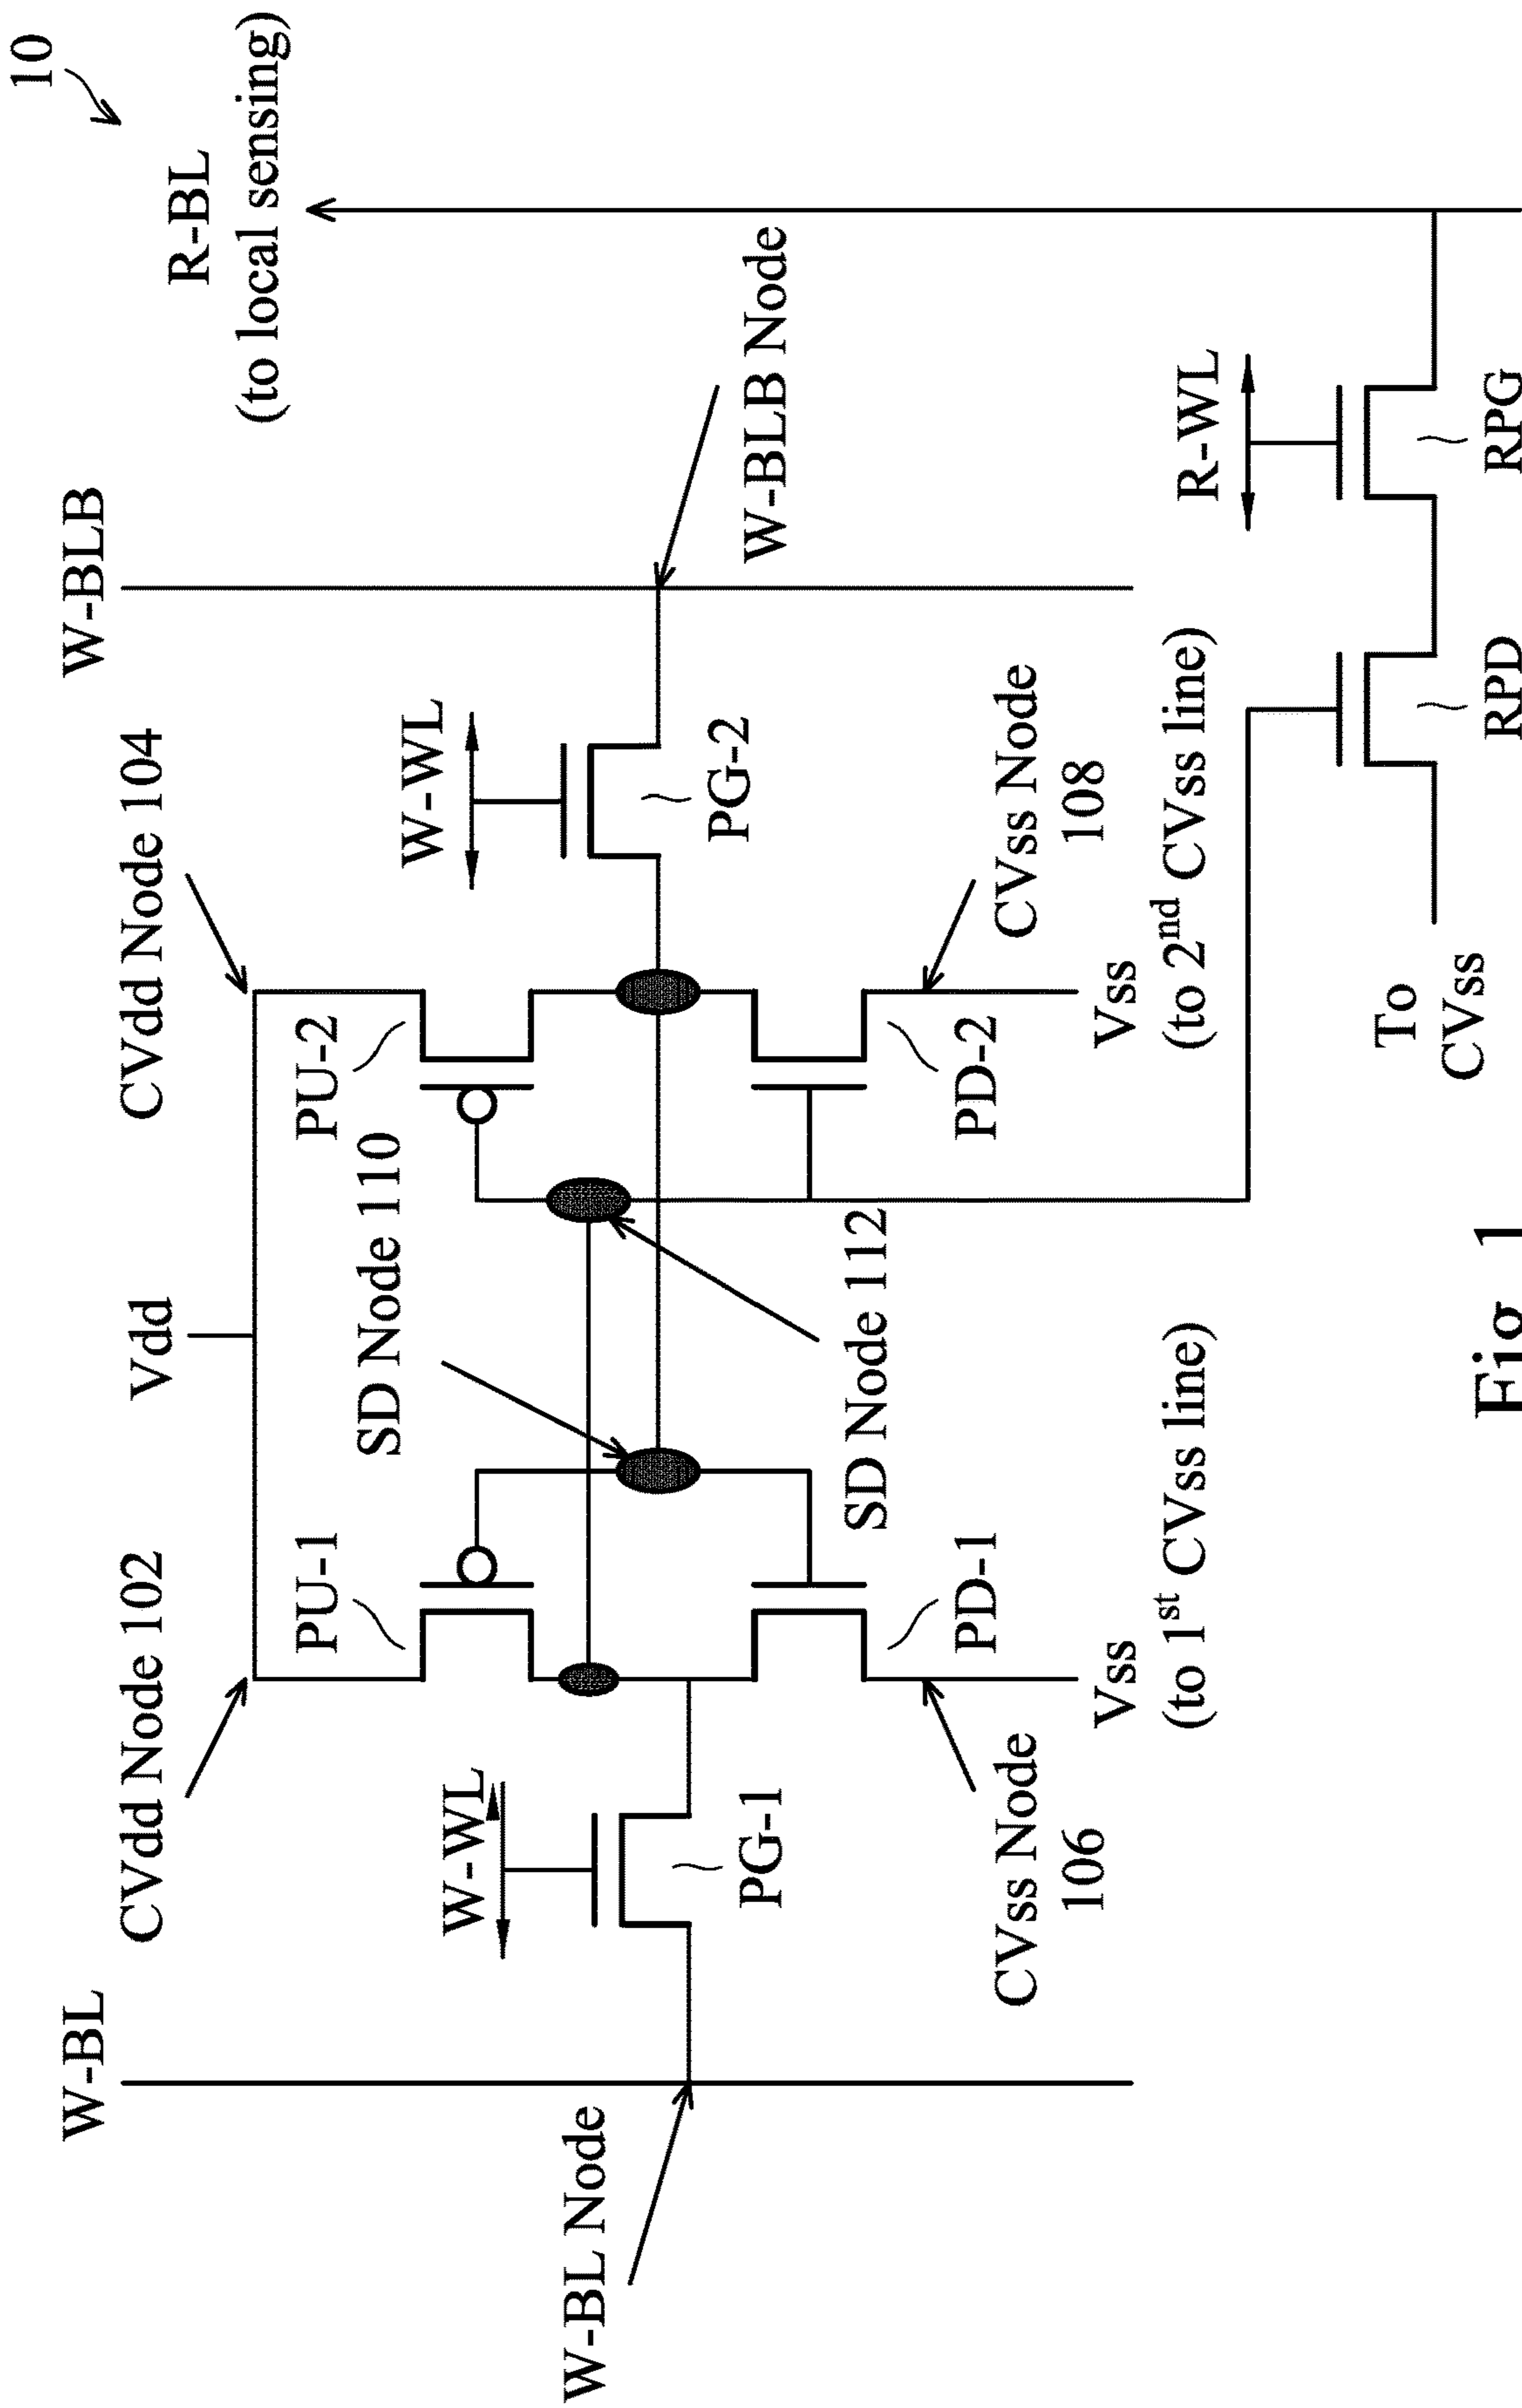 10
R-BL
(to local sensing)
W-BL
W-BLB
CVdd Node 102
Vdd
CVdd Node 104
PU-1
SD Node 110
PU-2
W-WL
W-WL
W-BL Node
PG-1
PG-2
W-BLB Node
SD Node 112
PD-1
PD-2
CVss Node
106
CVss Node
108
Vss
(to 1st CVss line)
Vss
(to 2nd CVss line)
R-WL
To
CVss
RPD
RPG
Fig. 1